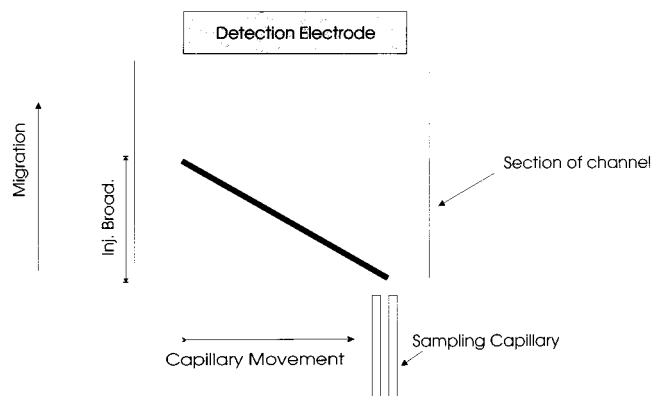 Detection Electrode
Migration
Inj. Broad.
Section of channel
Sampling Capillary
Capillary Movement